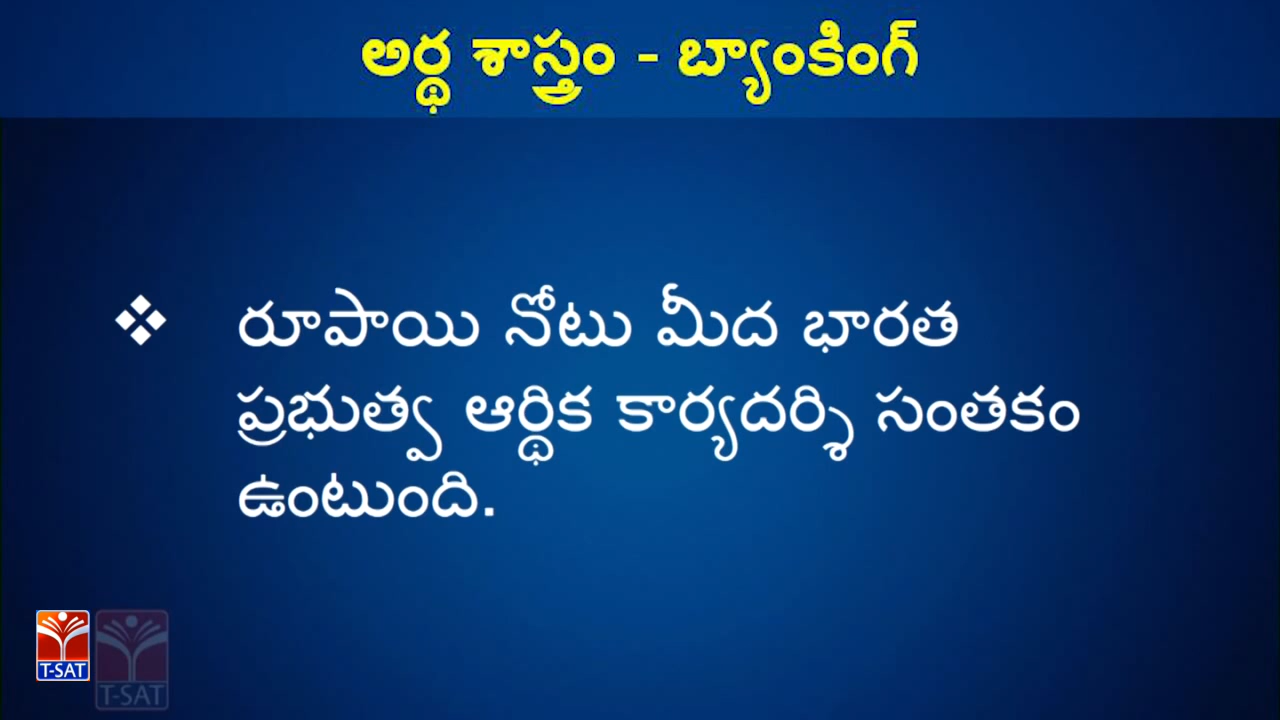 అర్థ శాస్త్రం - బ్యాంకింగ్
❖ రూపాయి నోటు మీద భారత
ప్రభుత్వ ఆర్థిక కార్యదర్శి సంతకం
ఉంటుంది.
T-SAT
T-SAT